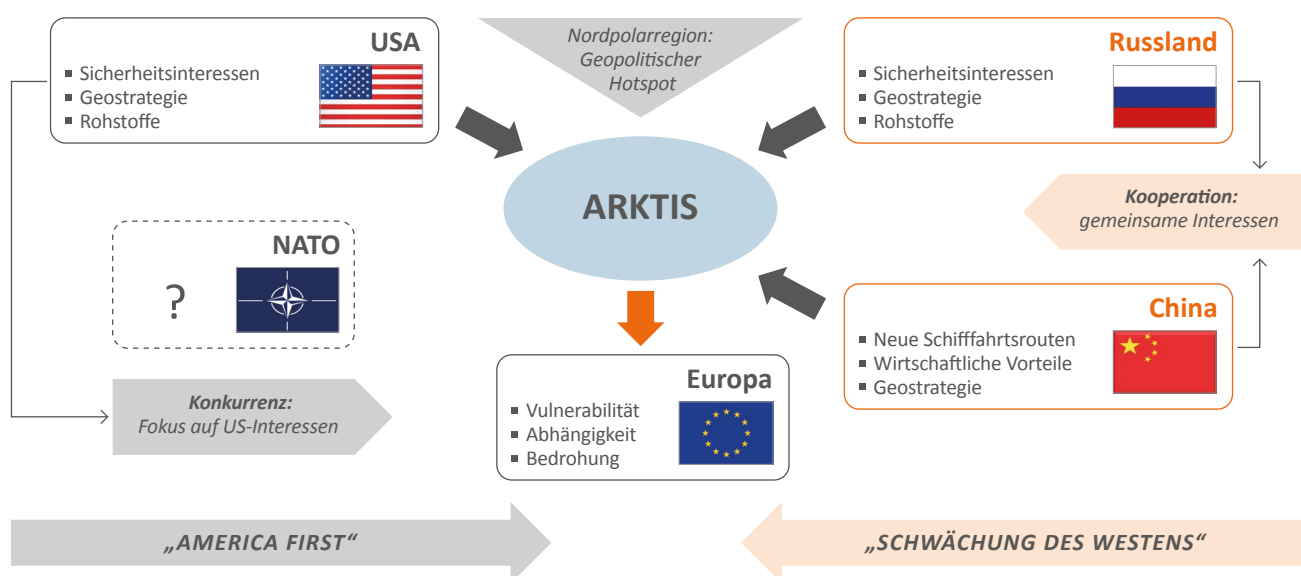 USA
▪ Sicherheitsinteressen
▪ Geostrategie
▪ Rohstoffe
Nordpolarregion:
Geopolitischer
Hotspot
Russland
▪ Sicherheitsinteressen
▪ Geostrategie
▪ Rohstoffe
ARKTIS
Kooperation:
gemeinsame Interessen
NATO
?
China
▪ Neue Schifffahrtsrouten
▪ Wirtschaftliche Vorteile
▪ Geostrategie
Europa
▪ Vulnerabilität
▪ Abhängigkeit
▪ Bedrohung
Konkurrenz:
Fokus auf US-Interessen
„AMERICA FIRST“
„SCHWÄCHUNG DES WESTENS“